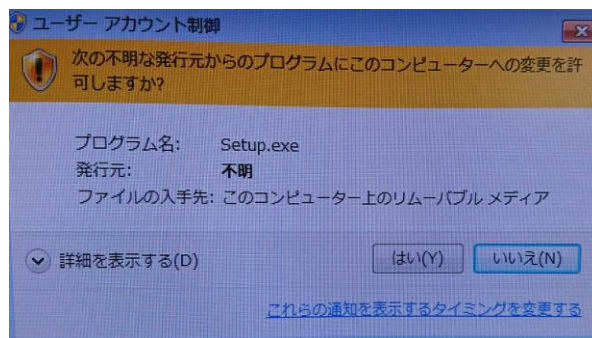 ユーザー アカウント制御
次の不明な発行元からのプログラムにこのコンピューターへの変更を許
可しますか?
プログラム名: Setup.exe
発行元: 不明
ファイルの入手先: このコンピューター上のリムーバブル メディア
詳細を表示する(D) はい(Y) いいえ(N)
これらの通知を表示するタイミングを変更する